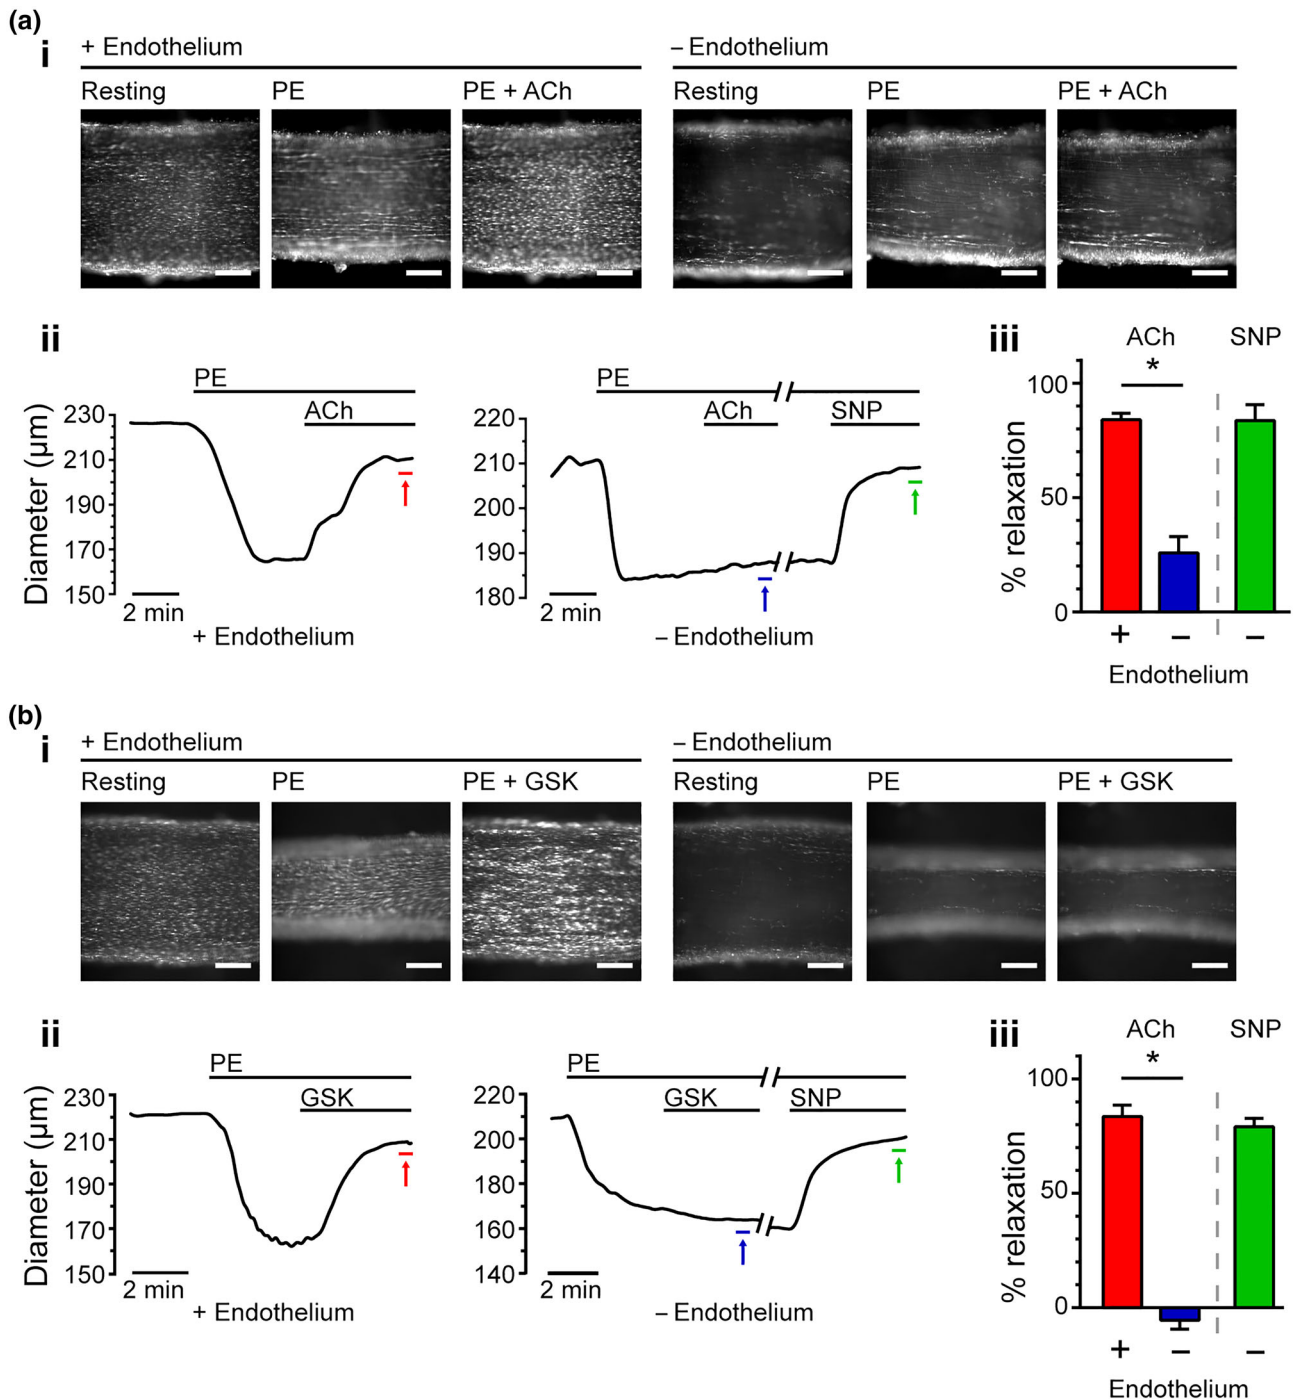 (a)
i
+ Endothelium
– Endothelium
Resting PE PE + ACh
Resting PE PE + ACh
ii
PE
ACh
Diameter (µm)
230
210
190
170
150
2 min
+ Endothelium
PE
ACh
SNP
220
210
200
190
180
2 min
– Endothelium
iii
ACh
SNP
*
% relaxation
100
50
0
+ – –
Endothelium
(b)
i
+ Endothelium
– Endothelium
Resting PE PE + GSK
Resting PE PE + GSK
ii
PE
GSK
Diameter (µm)
230
210
190
170
150
2 min
+ Endothelium
PE
GSK
SNP
220
200
180
160
140
2 min
– Endothelium
iii
ACh
SNP
*
% relaxation
100
50
0
+ – –
Endothelium